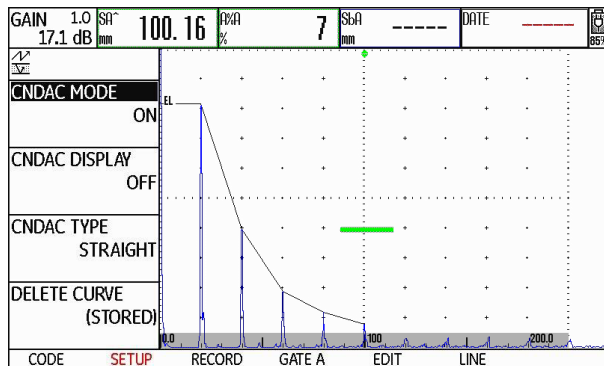 GAIN 1.0
17.1 dB
SA^
mm
100.16
A%A
%
7
SbA
mm
-----
DATE
-----
85%
CNDAC MODE
ON
CNDAC DISPLAY
OFF
CNDAC TYPE
STRAIGHT
DELETE CURVE
(STORED)
EL
0.0
100
200.0
CODE SETUP RECORD GATE A EDIT LINE